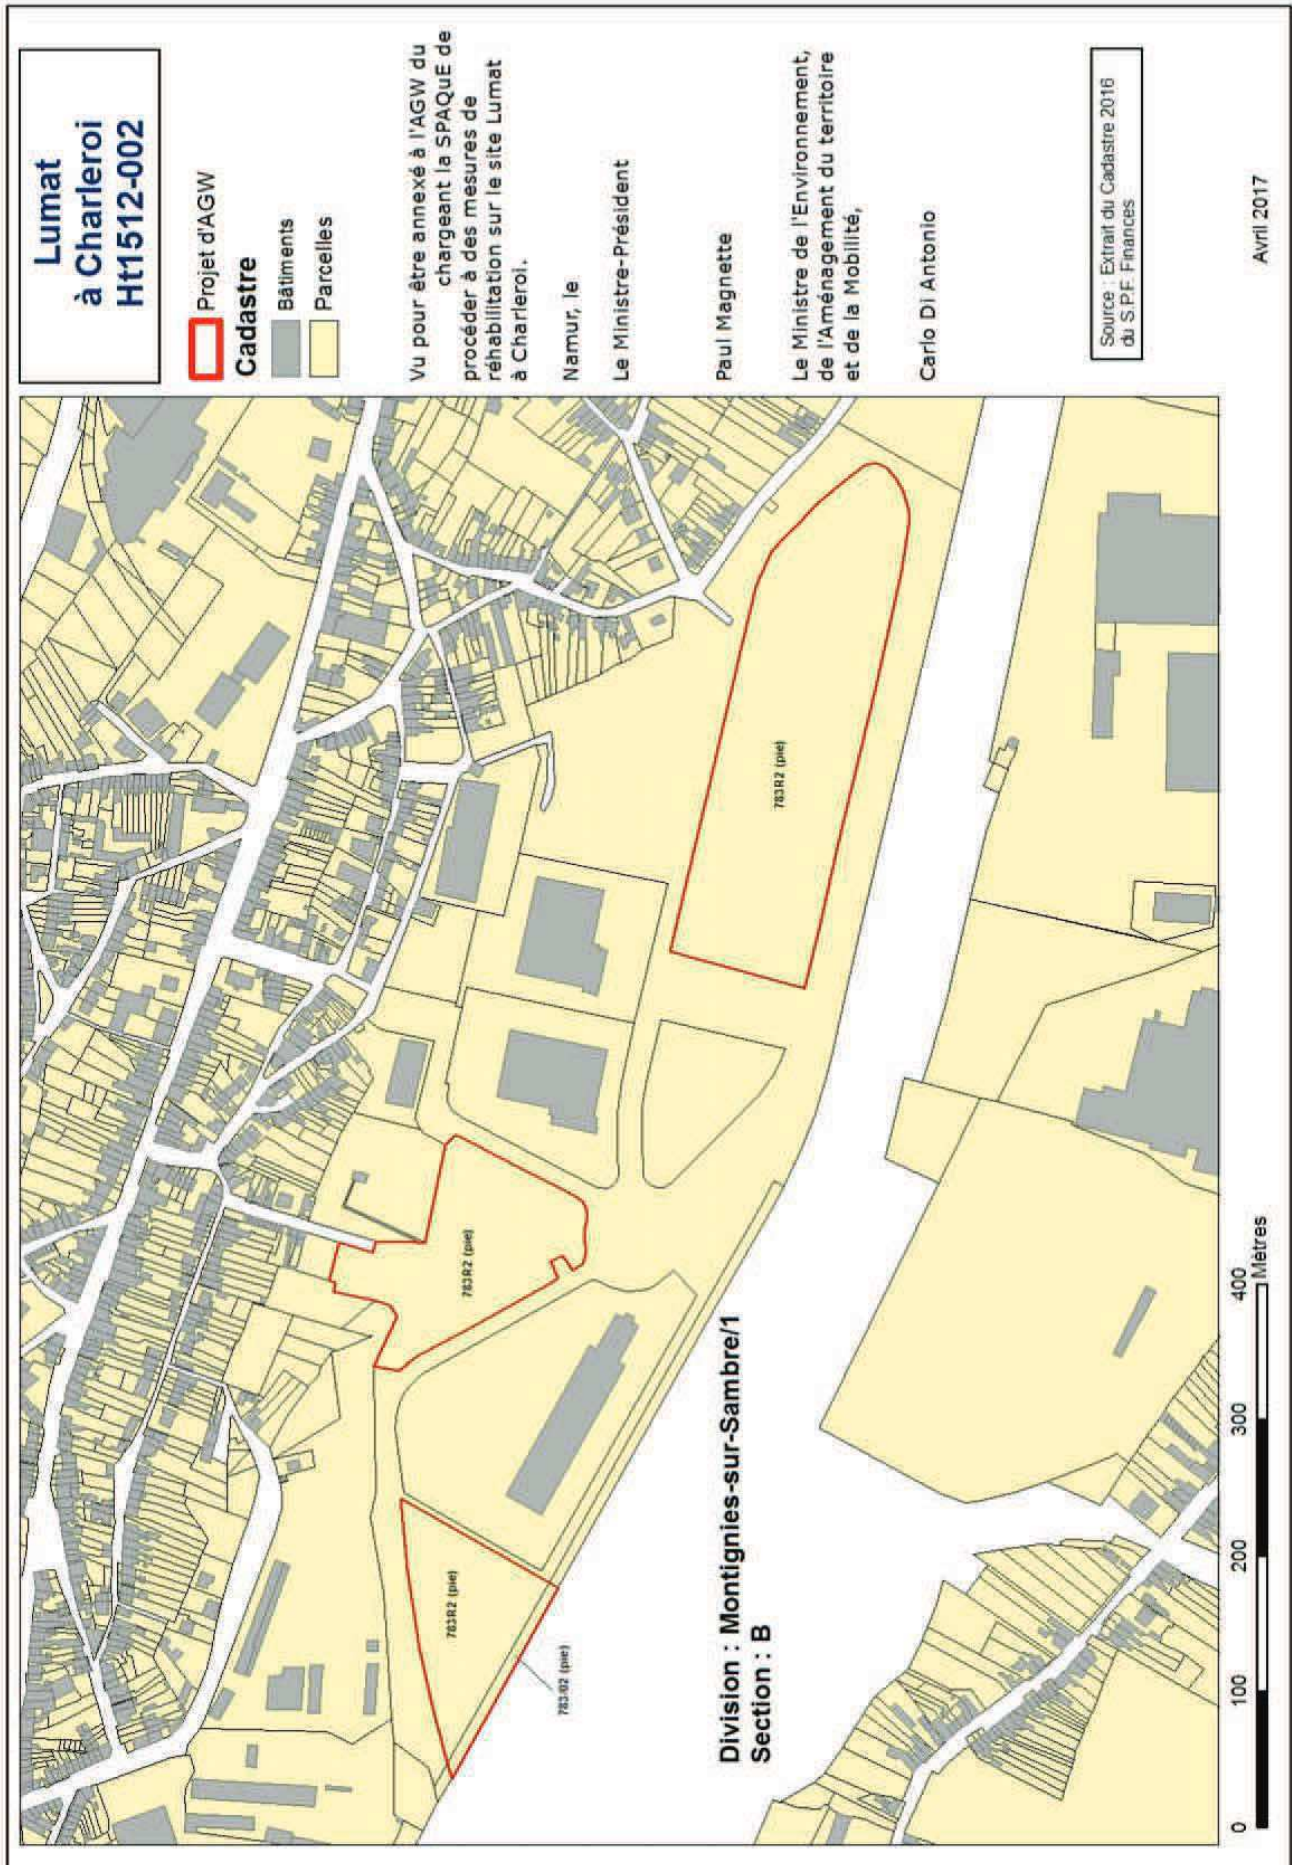 Lumat
à Charleroi
Ht1512-002
Projet d'AGW
Cadastre
Bâtiments
Parcelles
Vu pour être annexé à l'AGW du
chargeant la SPAQuE de
procéder à des mesures de
réhabilitation sur le site Lumat
à Charleroi.
Namur, le
Le Ministre-Président
Paul Magnette
Le Ministre de l'Environnement,
de l'Aménagement du territoire
et de la Mobilité,
Carlo Di Antonio
Source : Extrait du Cadastre 2016
du S.P.F. Finances
Avril 2017
783R2 (pie)
783R2 (pie)
783R2 (pie)
783/02 (pie)
Division : Montignies-sur-Sambre/1
Section : B
0 100 200 300 400
Mètres